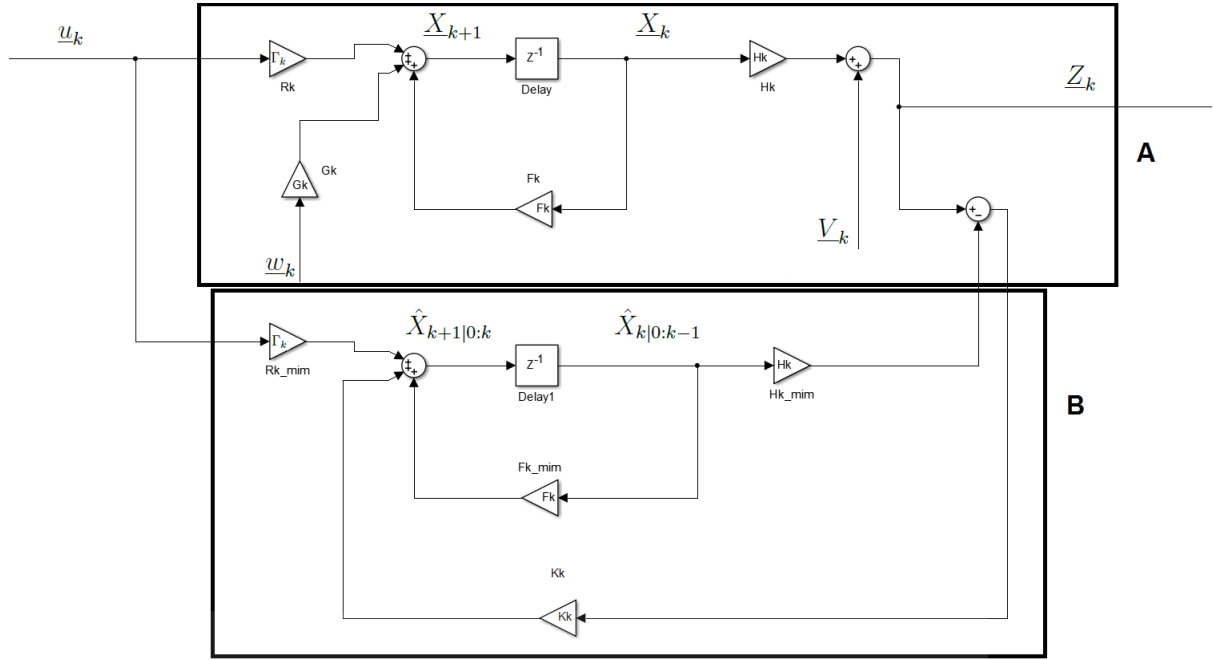 u_k
X_{k+1}
X_k
Γ_k
Rk
Z^{-1}
Delay
Hk
Hk
Z_k
A
Gk
Gk
Fk
Fk
V_k
w_k
X̂_{k+1|0:k}
X̂_{k|0:k−1}
Γ_k
Rk_mim
Z^{-1}
Delay1
Hk
Hk_mim
B
Fk_mim
Fk
Kk
Kk
+
+
+
+
+
+
−
+
+
+